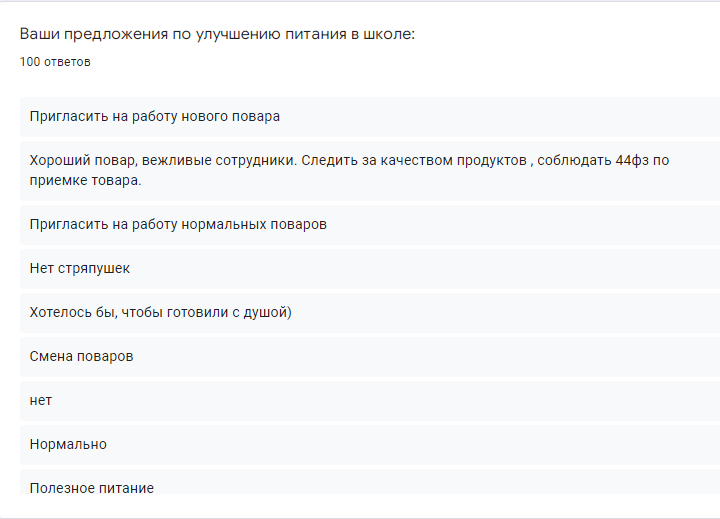 Ваши предложения по улучшению питания в школе:
100 ответов
Пригласить на работу нового повара
Хороший повар, вежливые сотрудники. Следить за качеством продуктов , соблюдать 44фз по
приемке товара.
Пригласить на работу нормальных поваров
Нет стряпушек
Хотелось бы, чтобы готовили с душой)
Смена поваров
нет
Нормально
Полезное питание